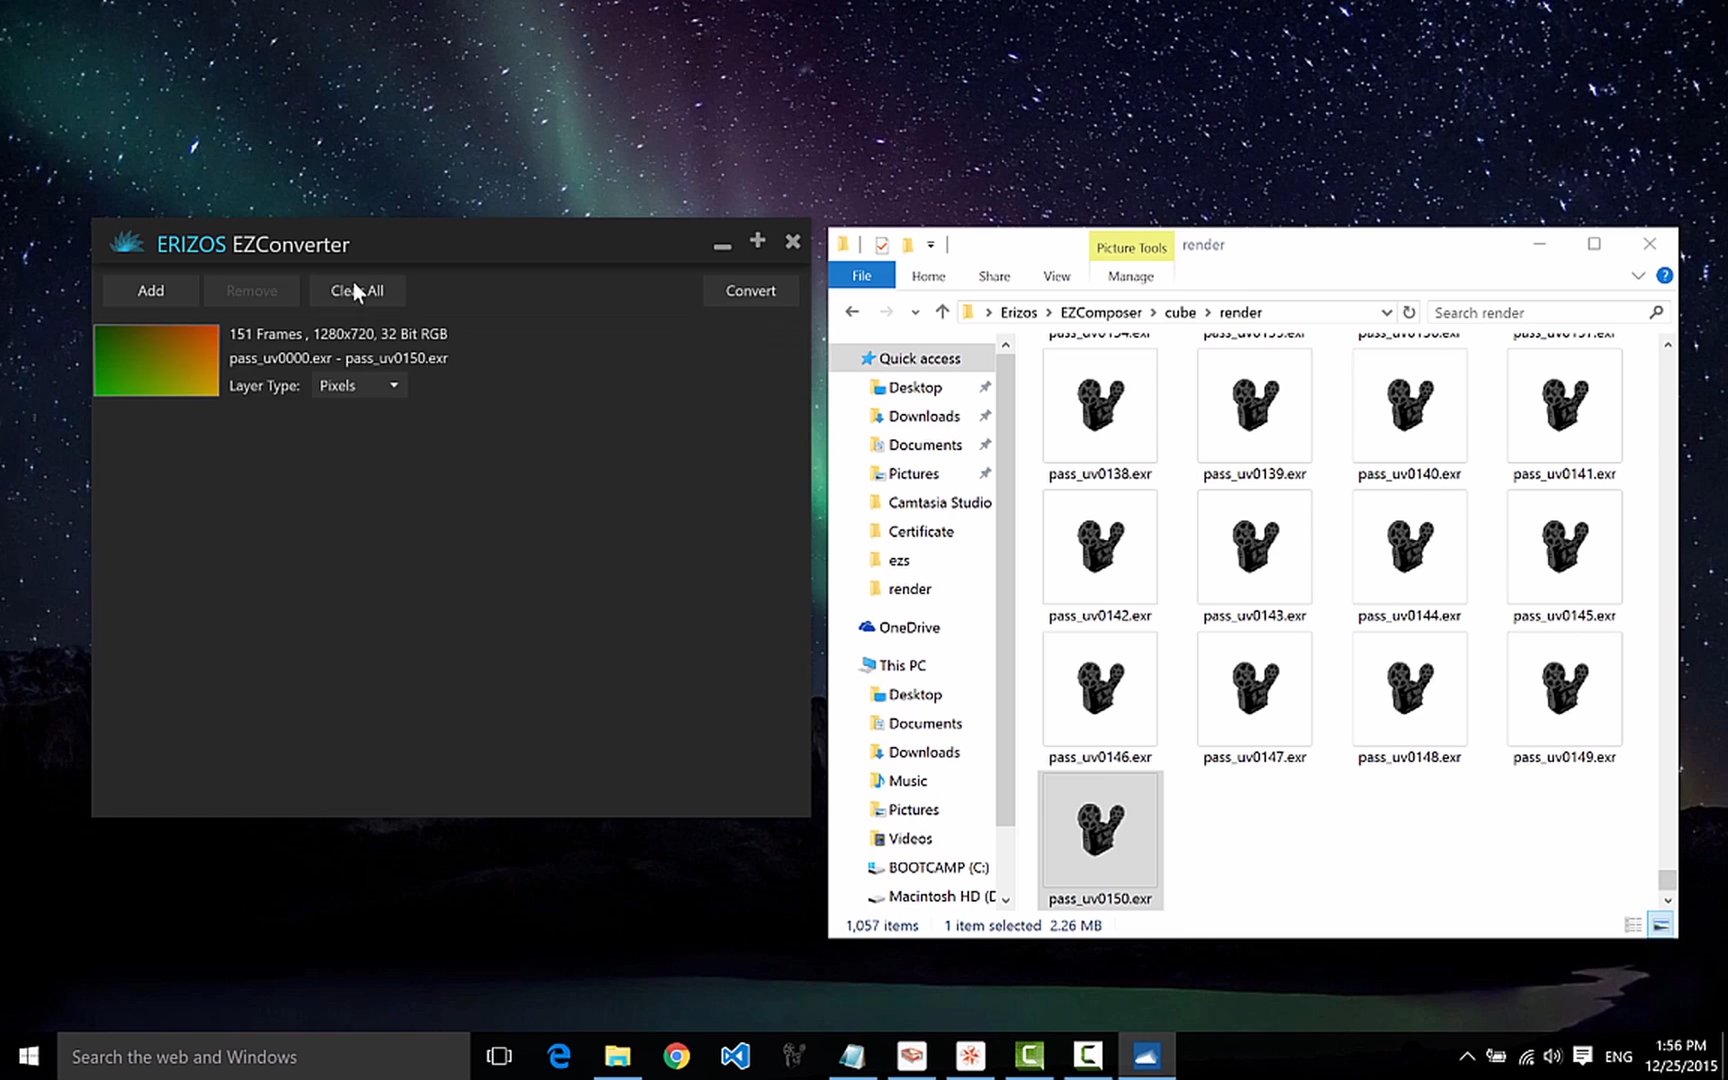 ERIZOS EZConverter
Add
Remove
Clear All
Convert
151 Frames , 1280x720, 32 Bit RGB
pass_uv0000.exr - pass_uv0150.exr
Layer Type: Pixels
Picture Tools
render
File
Home
Share
View
Manage
Erizos
EZComposer
cube
render
Search render
Quick access
Desktop
Downloads
Documents
Pictures
Camtasia Studio
Certificate
ezs
render
OneDrive
This PC
Desktop
Documents
Downloads
Music
Pictures
Videos
BOOTCAMP (C:)
Macintosh HD (D
pass_uv0138.exr
pass_uv0139.exr
pass_uv0140.exr
pass_uv0141.exr
pass_uv0142.exr
pass_uv0143.exr
pass_uv0144.exr
pass_uv0145.exr
pass_uv0146.exr
pass_uv0147.exr
pass_uv0148.exr
pass_uv0149.exr
pass_uv0150.exr
1,057 items
1 item selected 2.26 MB
Search the web and Windows
ENG
1:56 PM
12/25/2015